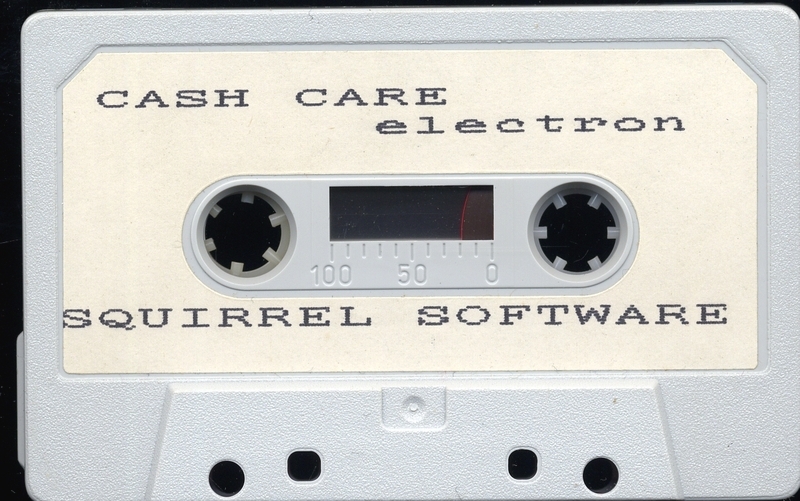 CASH CARE
electron
100 50 0
SQUIRREL SOFTWARE